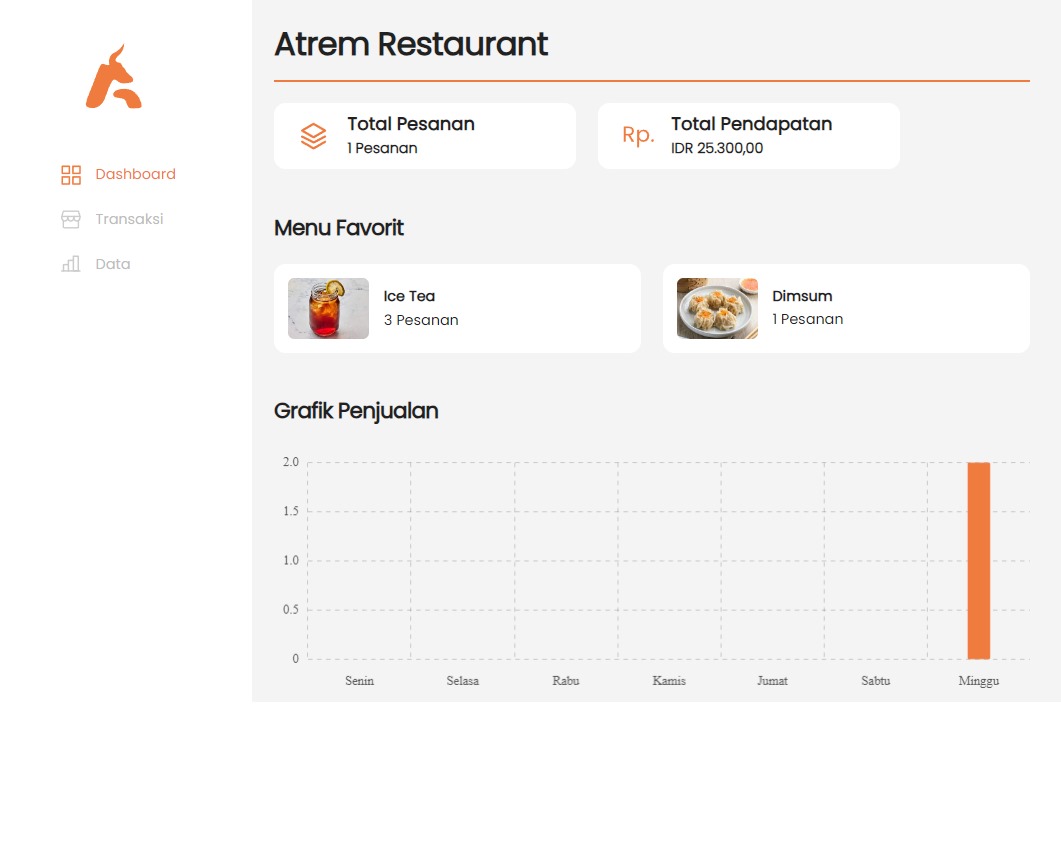 Atrem Restaurant
Dashboard
Transaksi
Data
Total Pesanan
1 Pesanan
Rp.
Total Pendapatan
IDR 25.300,00
Menu Favorit
Ice Tea
3 Pesanan
Dimsum
1 Pesanan
Grafik Penjualan
2.0
1.5
1.0
0.5
0
Senin Selasa Rabu Kamis Jumat Sabtu Minggu